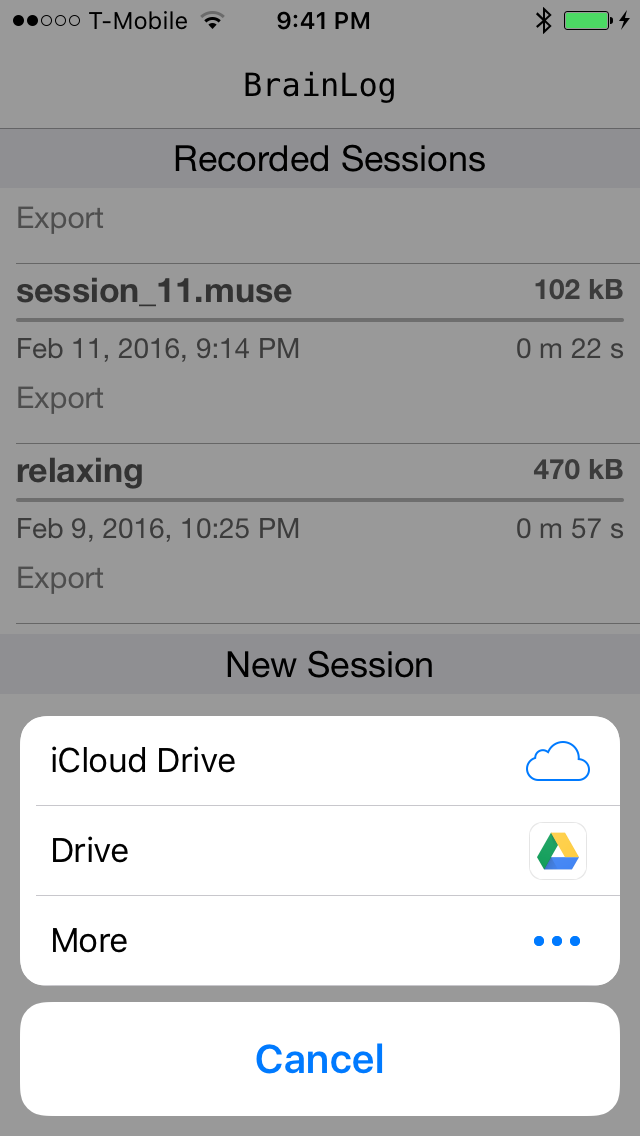 T-Mobile 9:41 PM
BrainLog
Recorded Sessions
Export
session_11.muse 102 kB
Feb 11, 2016, 9:14 PM 0 m 22 s
Export
relaxing 470 kB
Feb 9, 2016, 10:25 PM 0 m 57 s
Export
New Session
iCloud Drive
Drive
More
Cancel